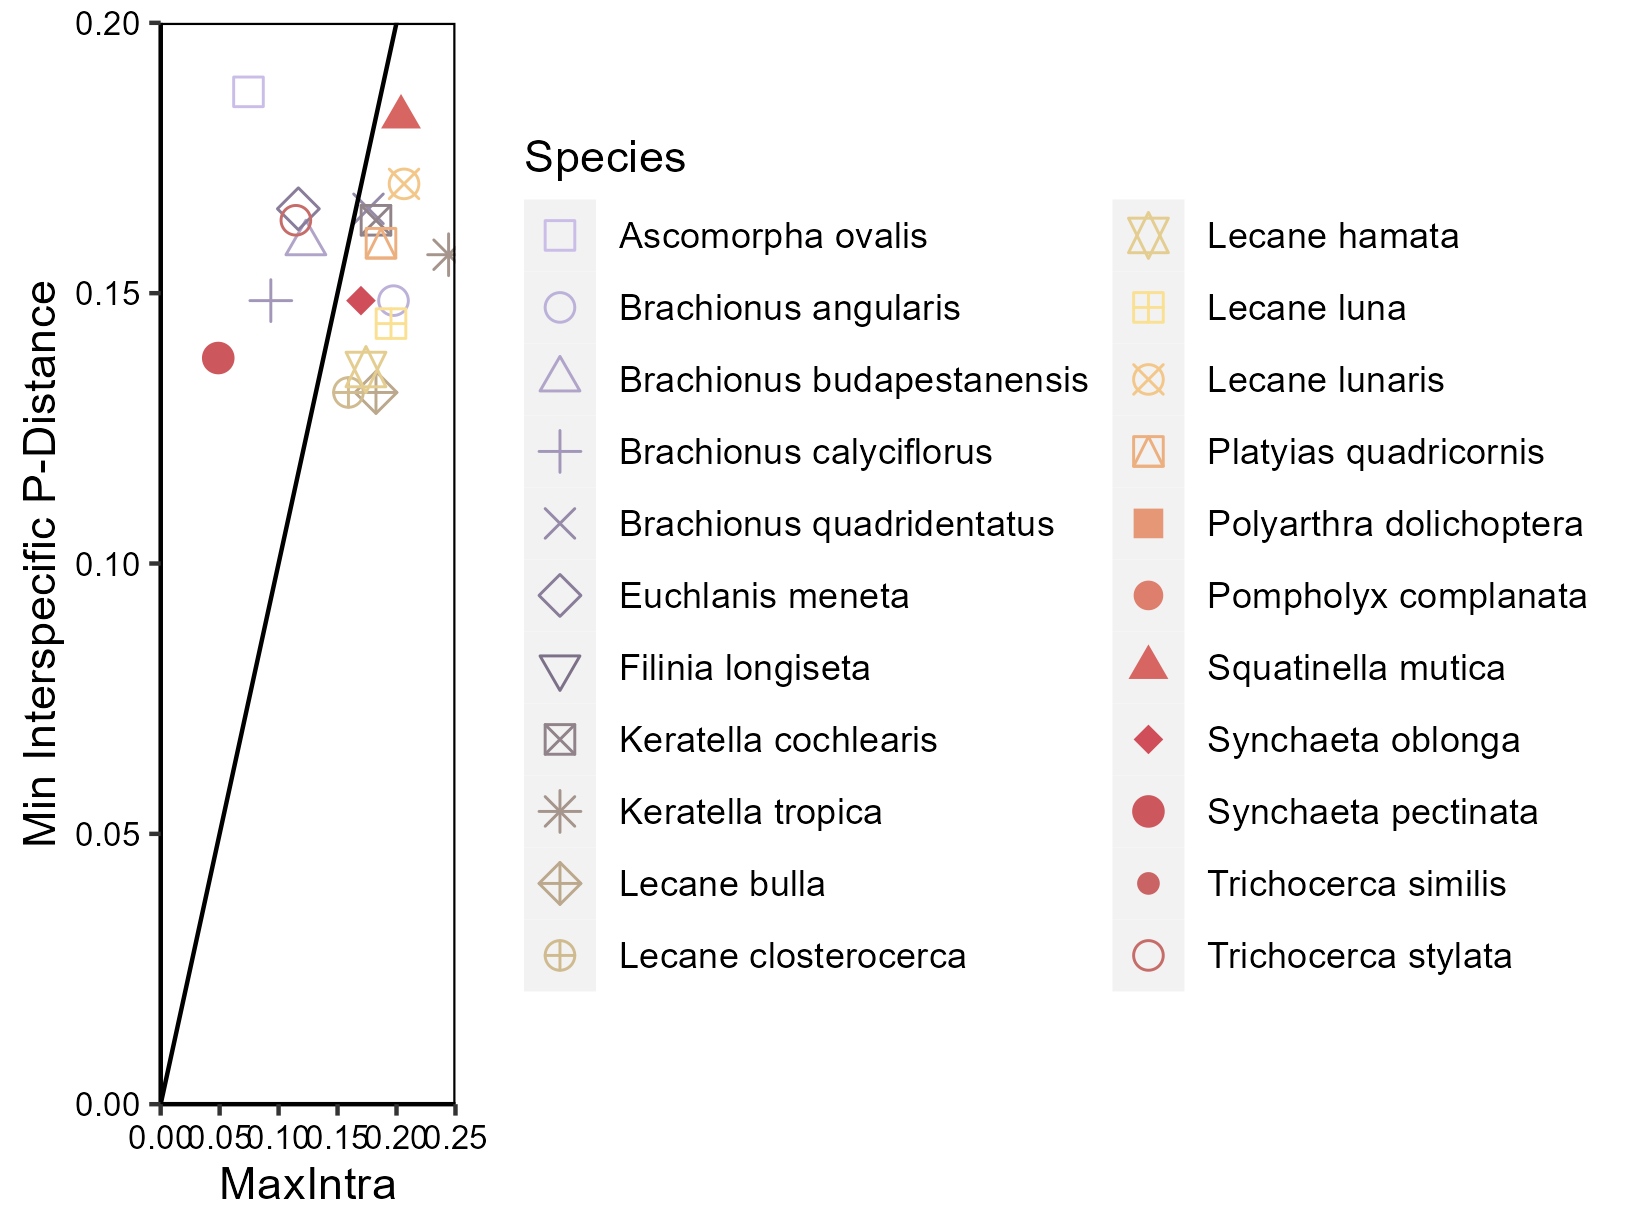 0.20
0.15
0.10
0.05
0.00
Min Interspecific P-Distance
0.00 0.05 0.10 0.15 0.20 0.25
MaxIntra
Species
Ascomorpha ovalis
Brachionus angularis
Brachionus budapestanensis
Brachionus calyciflorus
Brachionus quadridentatus
Euchlanis meneta
Filinia longiseta
Keratella cochlearis
Keratella tropica
Lecane bulla
Lecane closterocerca
Lecane hamata
Lecane luna
Lecane lunaris
Platyias quadricornis
Polyarthra dolichoptera
Pompholyx complanata
Squatinella mutica
Synchaeta oblonga
Synchaeta pectinata
Trichocerca similis
Trichocerca stylata